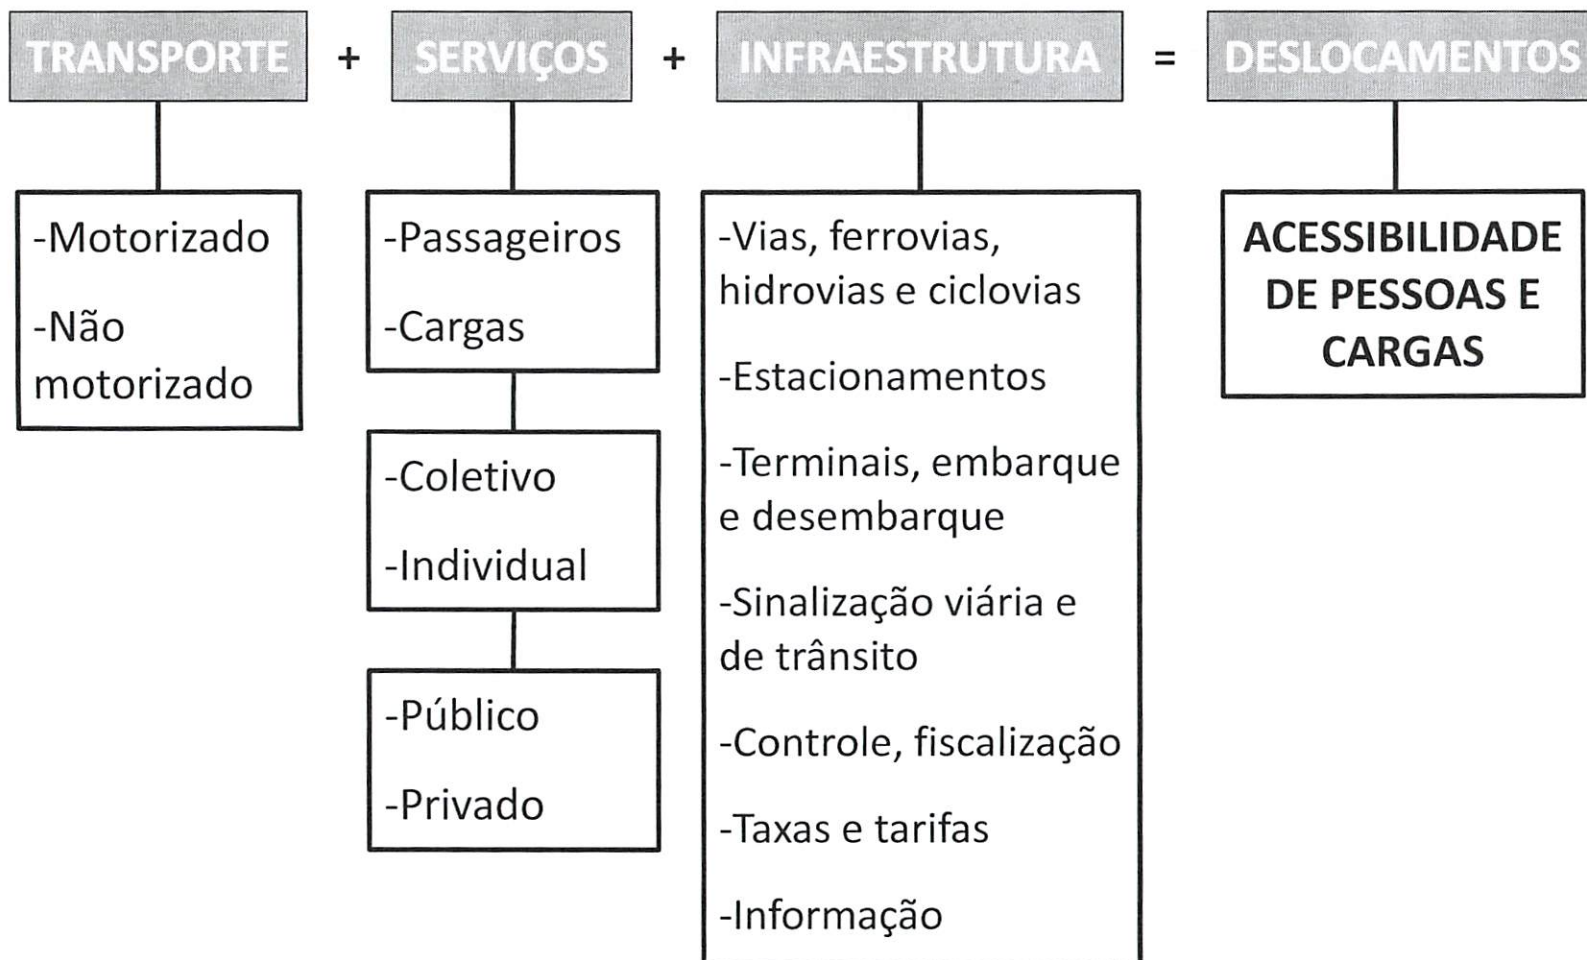 TRANSPORTE + SERVIÇOS + INFRAESTRUTURA = DESLOCAMENTOS
-Motorizado
-Não
motorizado
-Passageiros
-Cargas
-Coletivo
-Individual
-Público
-Privado
-Vias, ferrovias,
hidrovias e ciclovias
-Estacionamentos
-Terminais, embarque
e desembarque
-Sinalização viária e
de trânsito
-Controle, fiscalização
-Taxas e tarifas
-Informação
ACESSIBILIDADE
DE PESSOAS E
CARGAS